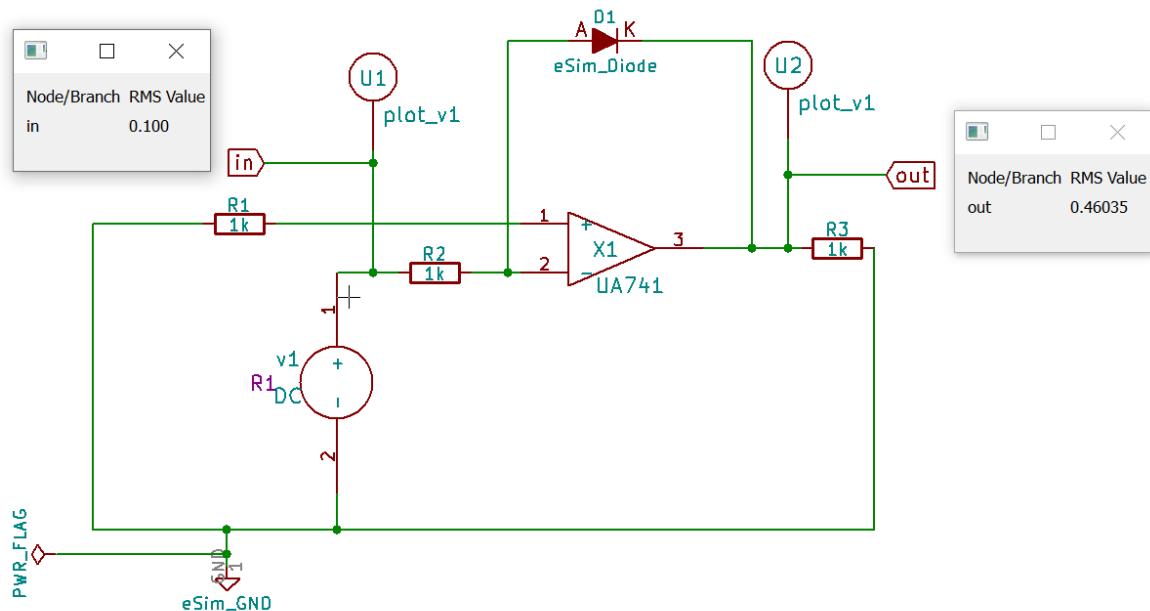 Node/Branch RMS Value
in 0.100
U1
plot_v1
in
D1
A K
eSim_Diode
U2
plot_v1
out
Node/Branch RMS Value
out 0.46035
R1
1k
R2
1k
1
2
+
-
X1
3
UA741
R3
1k
1
v1
R1
DC
+
-
2
PWR_FLAG
GND
1
eSim_GND